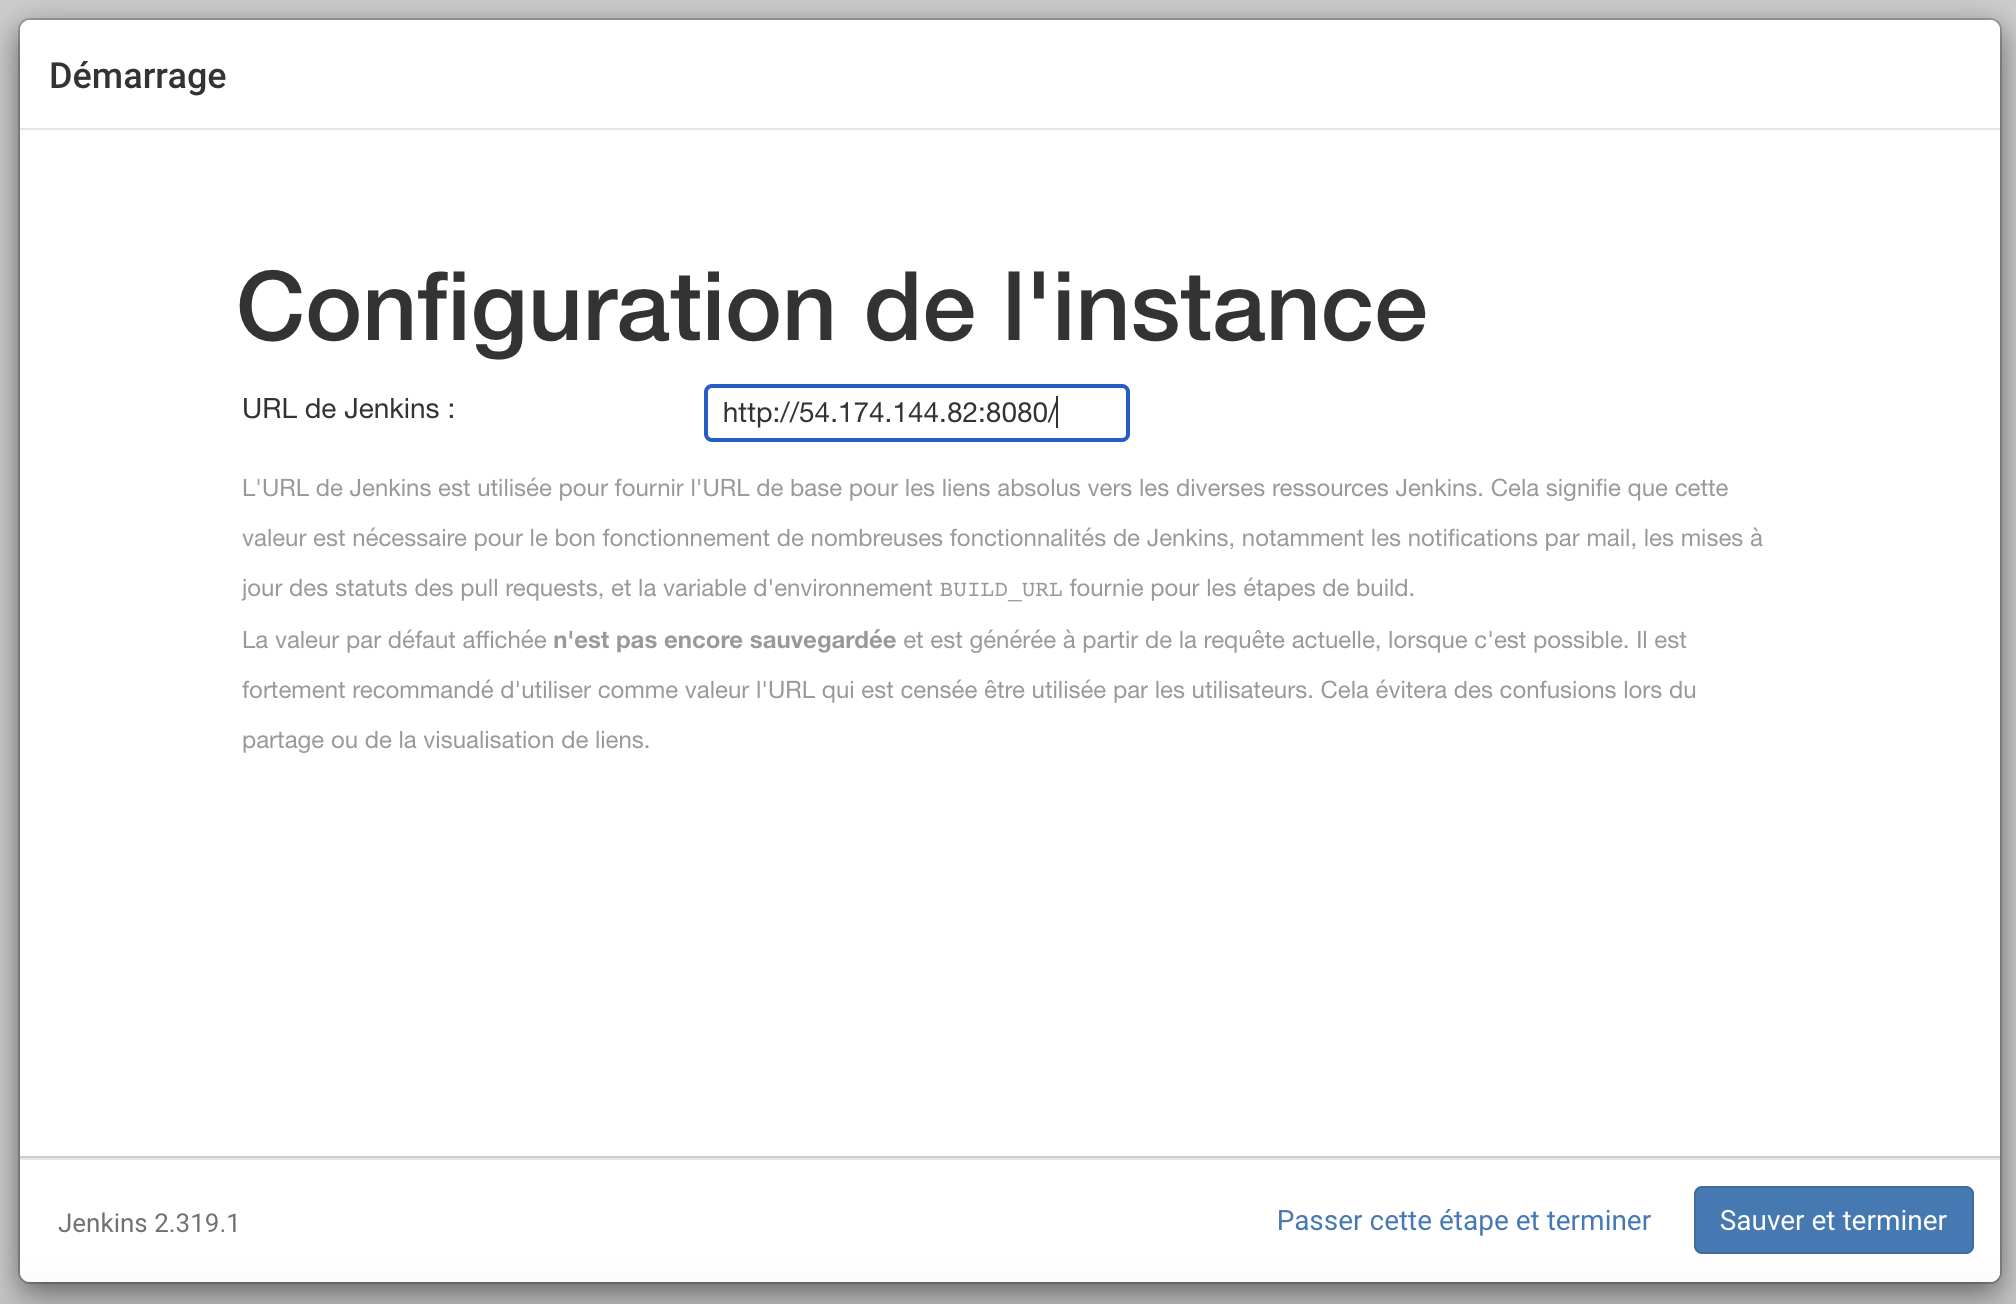 Démarrage
Configuration de l'instance
URL de Jenkins :
http://54.174.144.82:8080/
L'URL de Jenkins est utilisée pour fournir l'URL de base pour les liens absolus vers les diverses ressources Jenkins. Cela signifie que cette
valeur est nécessaire pour le bon fonctionnement de nombreuses fonctionnalités de Jenkins, notamment les notifications par mail, les mises à
jour des statuts des pull requests, et la variable d'environnement BUILD_URL fournie pour les étapes de build.
La valeur par défaut affichée n'est pas encore sauvegardée et est générée à partir de la requête actuelle, lorsque c'est possible. Il est
fortement recommandé d'utiliser comme valeur l'URL qui est censée être utilisée par les utilisateurs. Cela évitera des confusions lors du
partage ou de la visualisation de liens.
Jenkins 2.319.1
Passer cette étape et terminer
Sauver et terminer